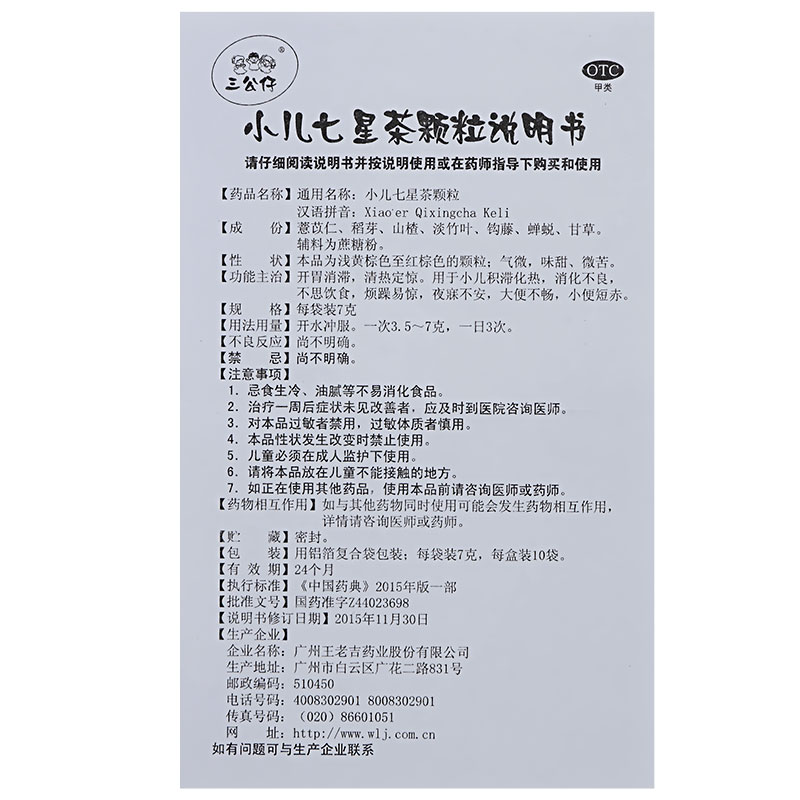 三公仔®
OTC
甲类
小儿七星茶颗粒说明书
请仔细阅读说明书并按说明使用或在药师指导下购买和使用
【药品名称】通用名称：小儿七星茶颗粒
汉语拼音：Xiao'er Qixingcha Keli
【成　　份】薏苡仁、稻芽、山楂、淡竹叶、钩藤、蝉蜕、甘草。
辅料为蔗糖粉。
【性　　状】本品为浅黄棕色至红棕色的颗粒；气微，味甜、微苦。
【功能主治】开胃消滞，清热定惊。用于小儿积滞化热，消化不良，
不思饮食，烦躁易惊，夜寐不安，大便不畅，小便短赤。
【规　　格】每袋装7克
【用法用量】开水冲服。一次3.5～7克，一日3次。
【不良反应】尚不明确。
【禁　　忌】尚不明确。
【注意事项】
1．忌食生冷、油腻等不易消化食品。
2．治疗一周后症状未见改善者，应及时到医院咨询医师。
3．对本品过敏者禁用，过敏体质者慎用。
4．本品性状发生改变时禁止使用。
5．儿童必须在成人监护下使用。
6．请将本品放在儿童不能接触的地方。
7．如正在使用其他药品，使用本品前请咨询医师或药师。
【药物相互作用】如与其他药物同时使用可能会发生药物相互作用，
详情请咨询医师或药师。
【贮　　藏】密封。
【包　　装】用铝箔复合袋包装；每袋装7克，每盒装10袋。
【有 效 期】24个月
【执行标准】《中国药典》2015年版一部
【批准文号】国药准字Z44023698
【说明书修订日期】2015年11月30日
【生产企业】
企业名称：广州王老吉药业股份有限公司
生产地址：广州市白云区广花二路831号
邮政编码：510450
电话号码：4008302901 8008302901
传真号码：（020）86601051
网　　址：http://www.wlj.com.cn
如有问题可与生产企业联系